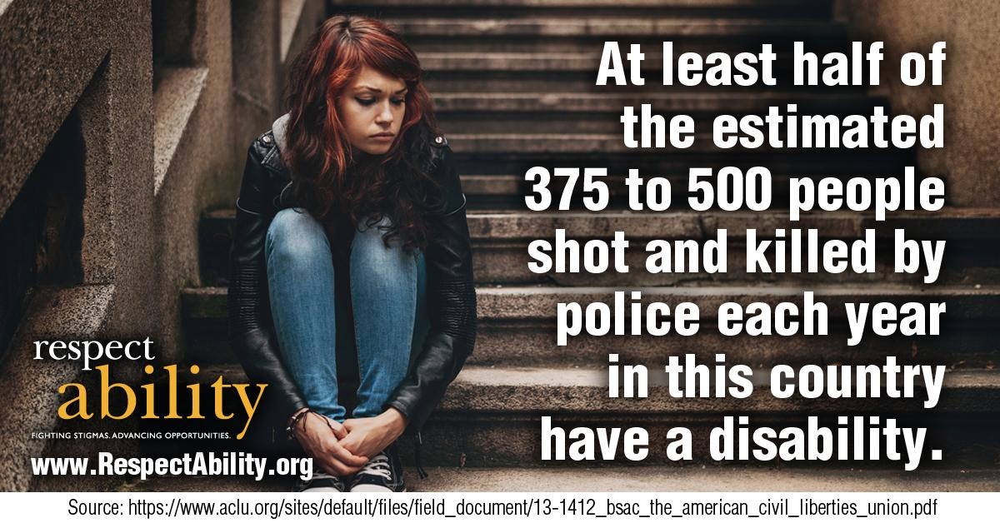 At least half of
the estimated
375 to 500 people
shot and killed by
police each year
in this country
have a disability.
respect
ability
FIGHTING STIGMAS. ADVANCING OPPORTUNITIES.
www.RespectAbility.org
Source: https://www.aclu.org/sites/default/files/field_document/13-1412_bsac_the_american_civil_liberties_union.pdf